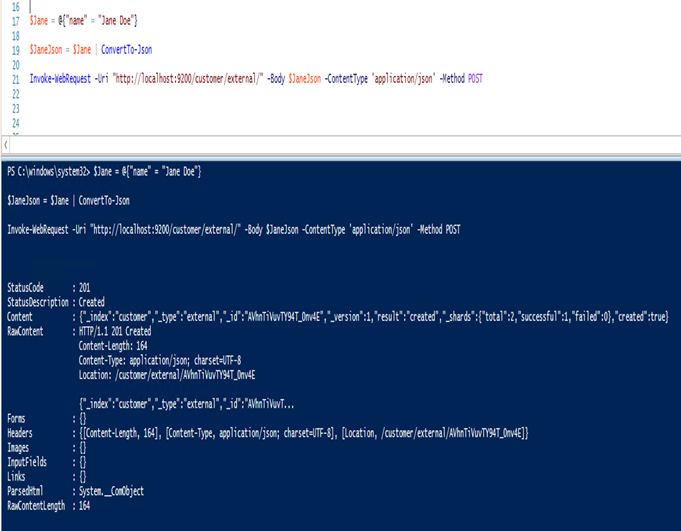 16
17 $Jane = @{"name" = "Jane Doe"}
18
19 $JaneJson = $Jane | ConvertTo-Json
20
21 Invoke-WebRequest -Uri "http://localhost:9200/customer/external/" -Body $JaneJson -ContentType 'application/json' -Method POST
22
23
24
PS C:\windows\system32> $Jane = @{"name" = "Jane Doe"}
$JaneJson = $Jane | ConvertTo-Json
Invoke-WebRequest -Uri "http://localhost:9200/customer/external/" -Body $JaneJson -ContentType 'application/json' -Method POST
StatusCode : 201
StatusDescription : Created
Content : {"_index":"customer","_type":"external","_id":"AVhnTiVuvTY94T_Onv4E","_version":1,"result":"created","_shards":{"total":2,"successful":1,"failed":0},"created":true}
RawContent : HTTP/1.1 201 Created
Content-Length: 164
Content-Type: application/json; charset=UTF-8
Location: /customer/external/AVhnTiVuvTY94T_Onv4E
{"_index":"customer","_type":"external","_id":"AVhnTiVuvT...
Forms : {}
Headers : {[Content-Length, 164], [Content-Type, application/json; charset=UTF-8], [Location, /customer/external/AVhnTiVuvTY94T_Onv4E]}
Images : {}
InputFields : {}
Links : {}
ParsedHtml : System.__ComObject
RawContentLength : 164